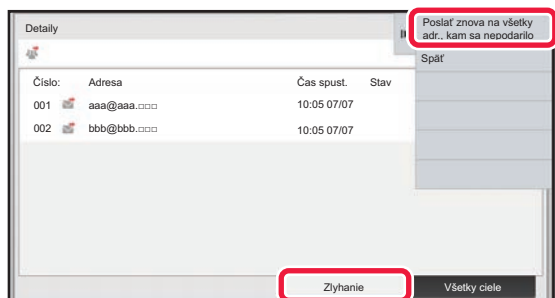 Detaily
Poslať znova na všetky
adr., kam sa nepodarilo
Späť
Číslo: Adresa Čas spust. Stav
001 aaa@aaa.□□□ 10:05 07/07
002 bbb@bbb.□□□ 10:05 07/07
Zlyhanie Všetky ciele